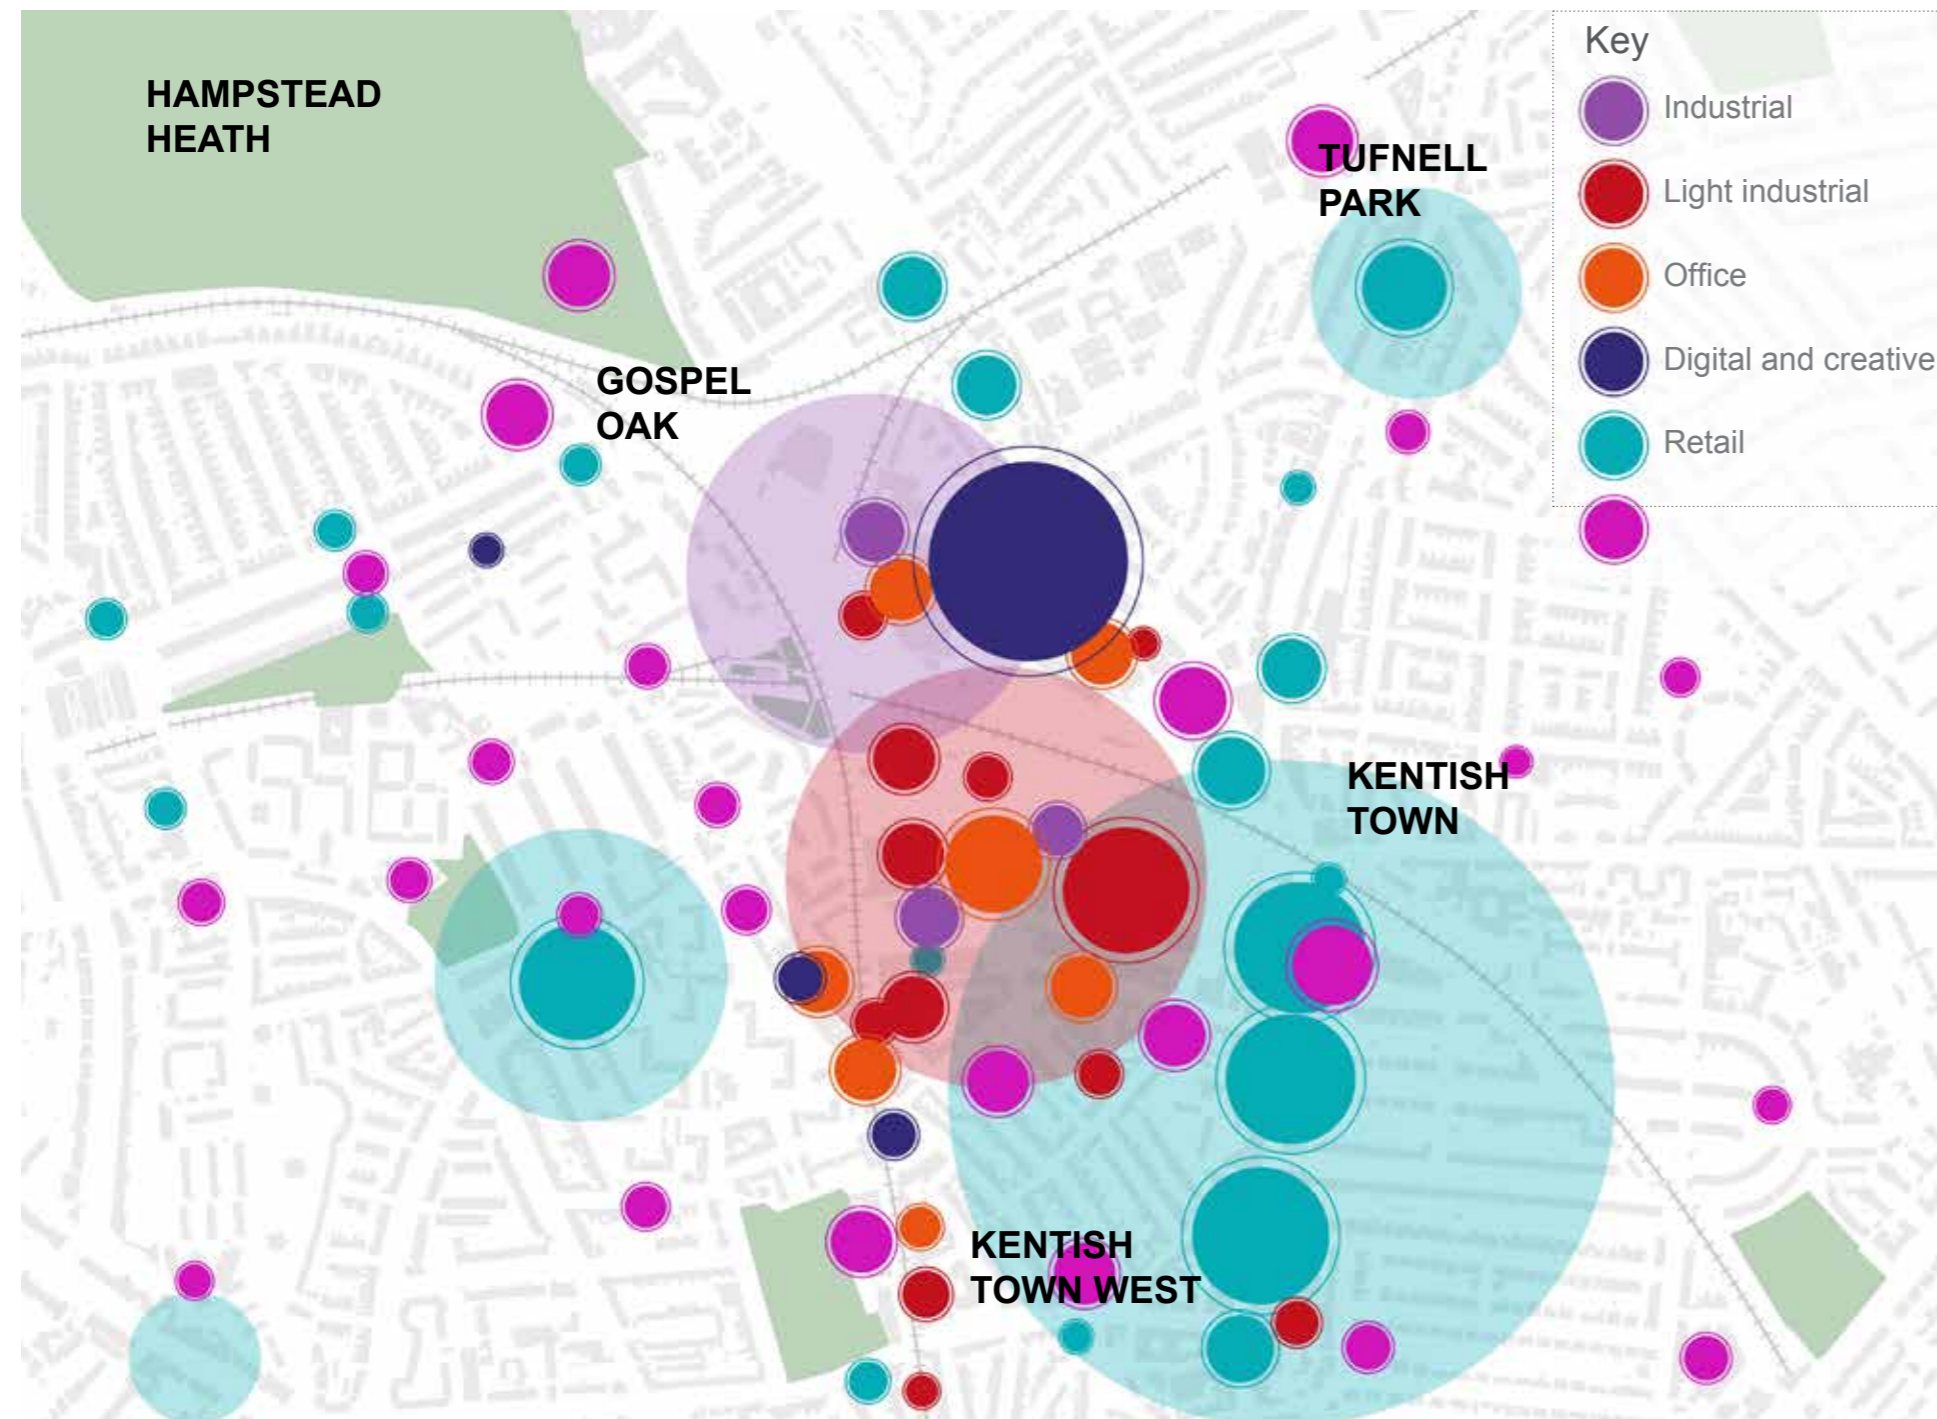 HAMPSTEAD
HEATH
TUFNELL
PARK
GOSPEL
OAK
KENTISH
TOWN
KENTISH
TOWN WEST
Key
Industrial
Light industrial
Office
Digital and creative
Retail